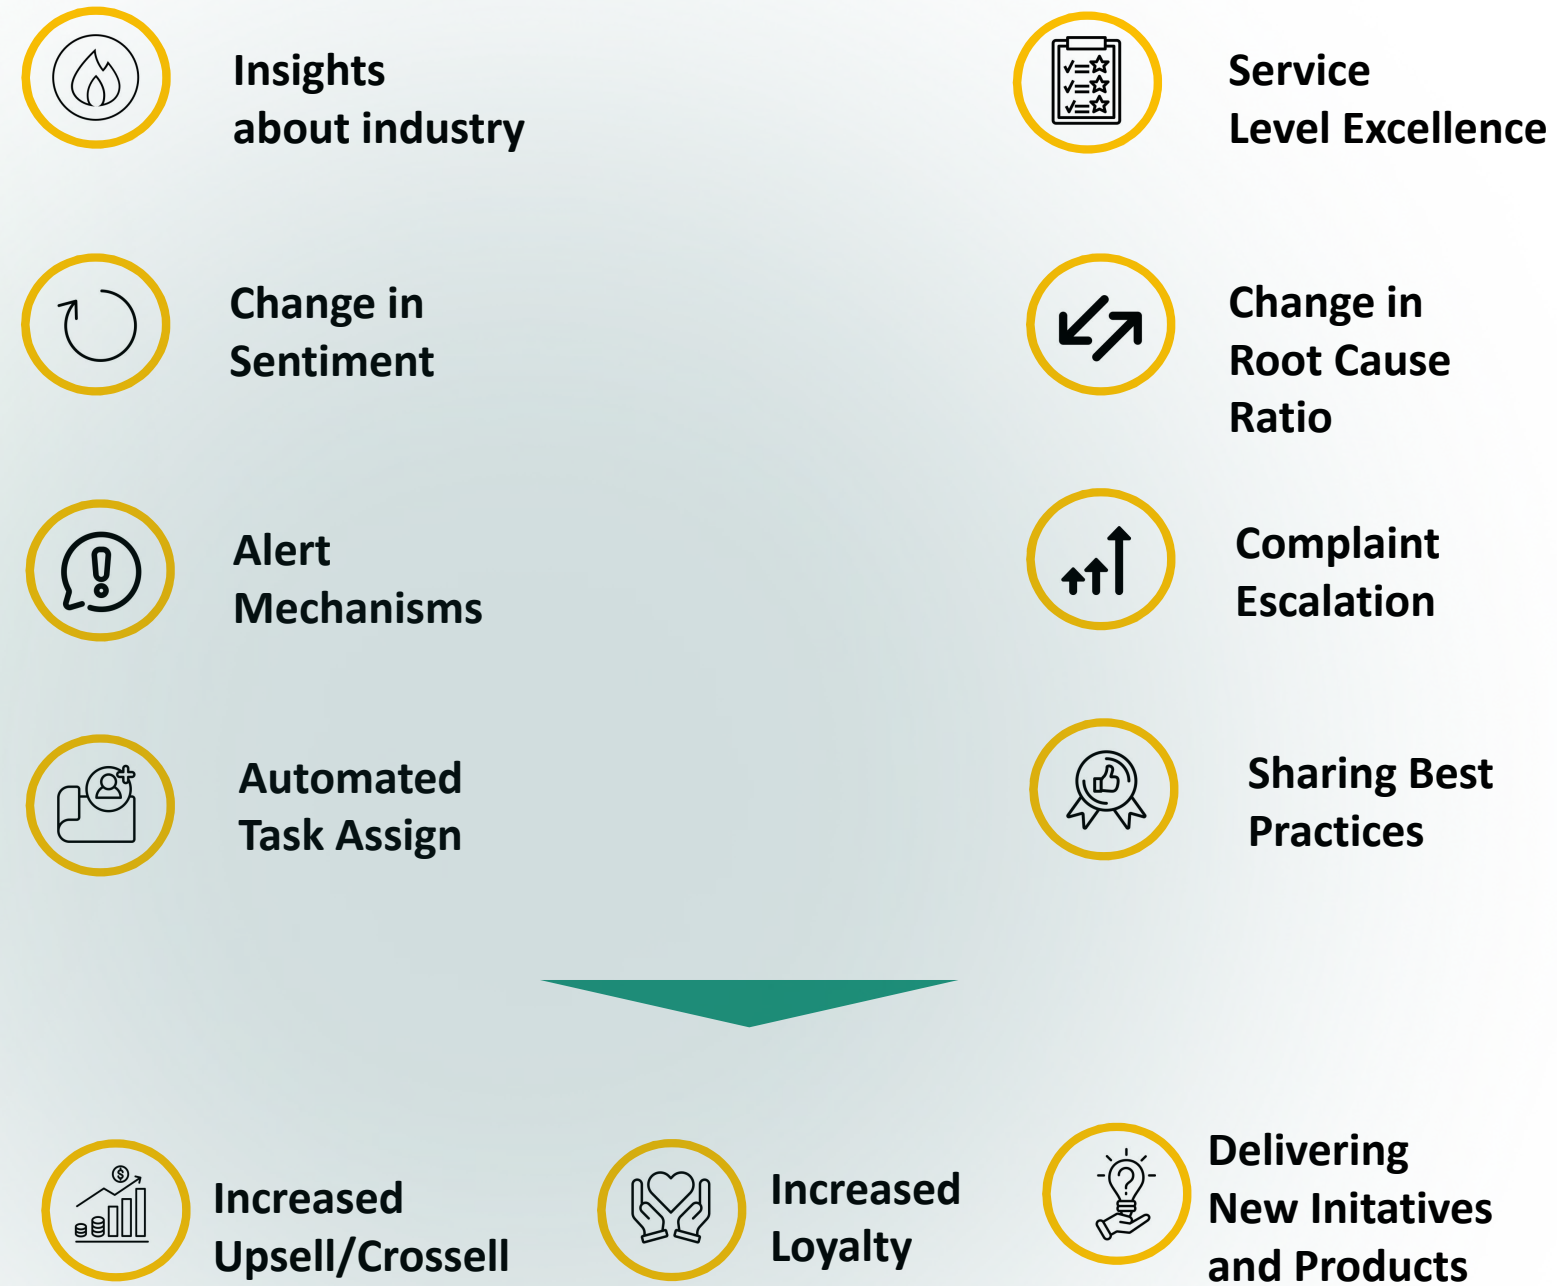 Insights
about industry
Service
Level Excellence
Change in
Sentiment
Change in
Root Cause
Ratio
Alert
Mechanisms
Complaint
Escalation
Automated
Task Assign
Sharing Best
Practices
Increased
Upsell/Crossell
Increased
Loyalty
Delivering
New Initatives
and Products